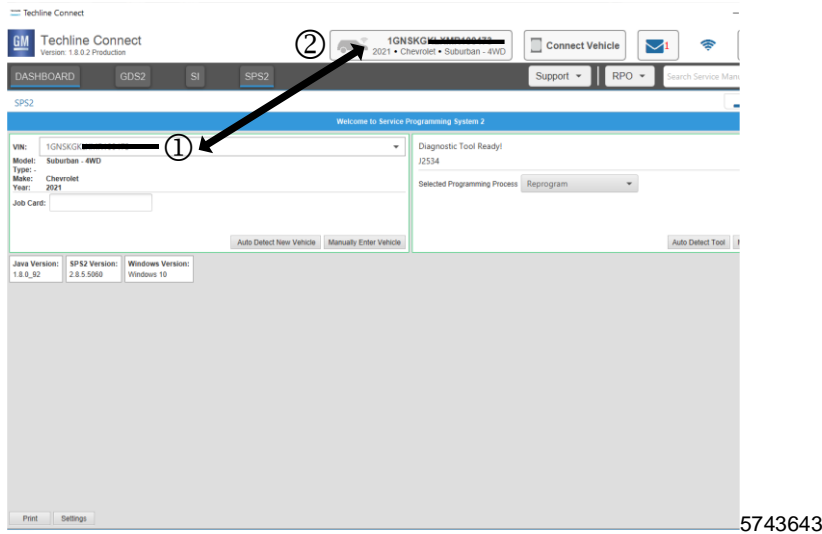 Techline Connect
GM
Techline Connect
Version: 1.8.0.2 Production
②
1GNSKG
2021 • Chevrolet • Suburban - 4WD
Connect Vehicle
1
DASHBOARD
GDS2
SI
SPS2
Support
RPO
Search Service Manu
SPS2
Welcome to Service Programming System 2
VIN:
1GNSKGK
①
Model: Suburban - 4WD
Type: -
Make: Chevrolet
Year: 2021
Job Card:
Auto Detect New Vehicle
Manually Enter Vehicle
Diagnostic Tool Ready!
J2534
Selected Programming Process
Reprogram
Auto Detect Tool
Java Version:
1.8.0_92
SPS2 Version:
2.8.5.5060
Windows Version:
Windows 10
Print
Settings
5743643